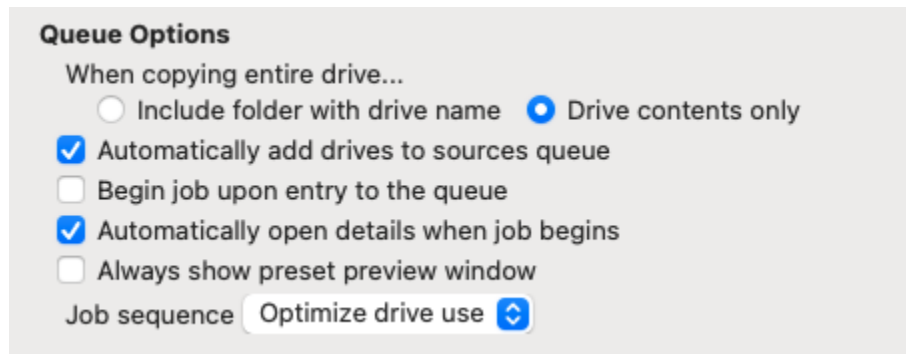 Queue Options
When copying entire drive...
Include folder with drive name Drive contents only
Automatically add drives to sources queue
Begin job upon entry to the queue
Automatically open details when job begins
Always show preset preview window
Job sequence Optimize drive use